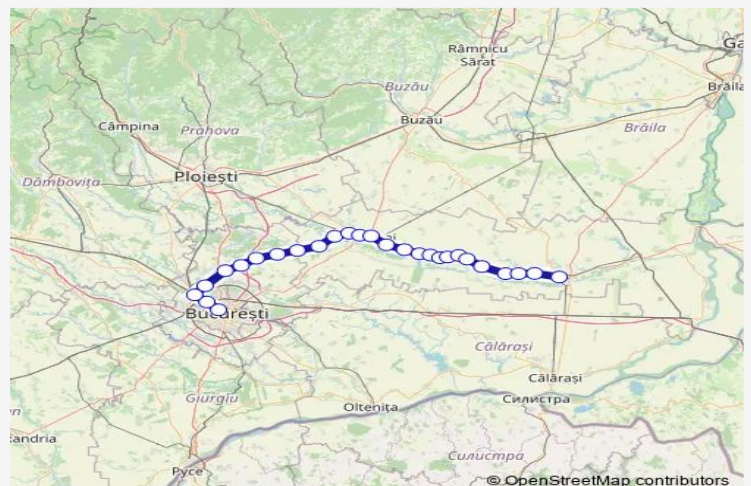 Râmnicu
Sărat
Ga
Buzău
Brăila
Câmpina
Prahova
Buzău
Brăila
Ploiești
Dâmbovița
București
Călărași
Călărași
Giurgiu
Oltenița
Силистра
andria
Русе
Силистра
© OpenStreetMap contributors